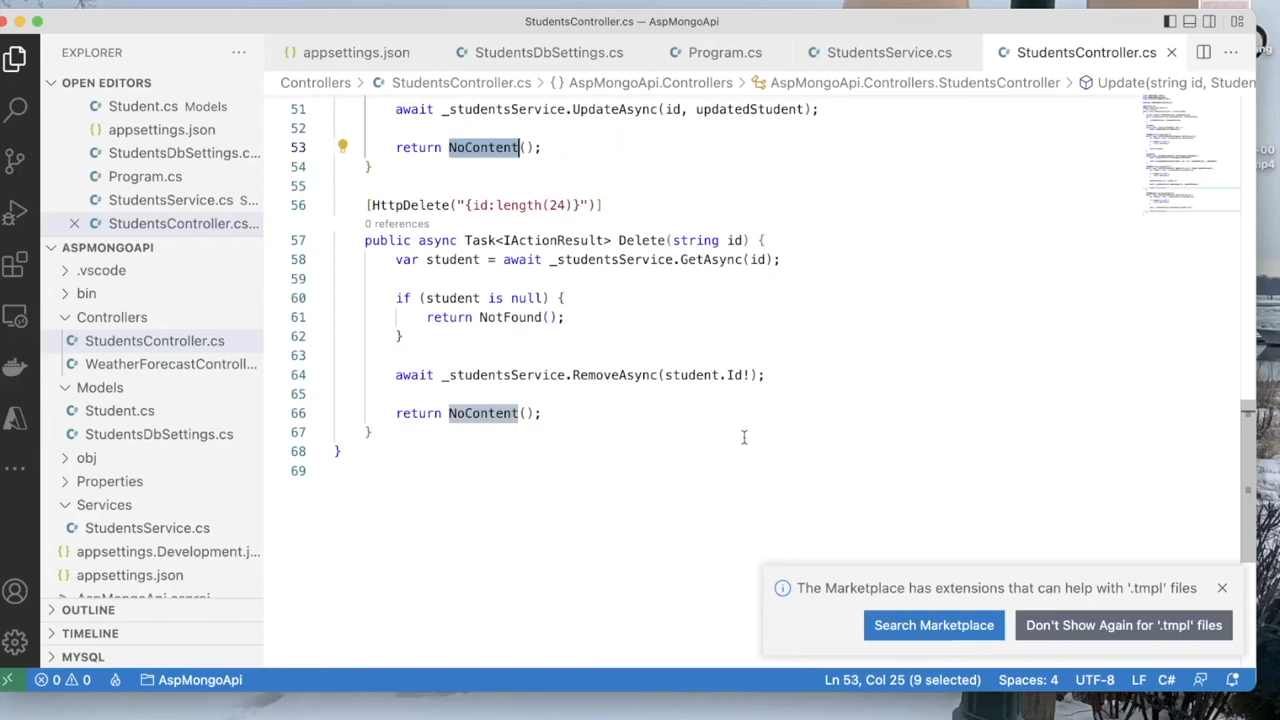 StudentsController.cs — AspMongoApi
EXPLORER
appsettings.json
StudentsDbSettings.cs
Program.cs
StudentsService.cs
StudentsController.cs
Controllers > StudentsController.cs > {} AspMongoApi.Controllers > AspMongoApi.Controllers.StudentsController > Update(string id, Studen
OPEN EDITORS
Student.cs Models
appsettings.json
StudentsDbSettings.c...
Program.cs
StudentsService.cs S...
StudentsController.cs...
ASPMONGOAPI
.vscode
bin
Controllers
StudentsController.cs
WeatherForecastControll...
Models
Student.cs
StudentsDbSettings.cs
obj
Properties
Services
StudentsService.cs
appsettings.Development.j...
appsettings.json
AspMongoApi.csproj
OUTLINE
TIMELINE
MYSQL
51 await _studentsService.UpdateAsync(id, updatedStudent);
52
53 return NoContent();
54 }
55
56 [HttpDelete("{id:length(24)}")]
0 references
57 public async Task<IActionResult> Delete(string id) {
58 var student = await _studentsService.GetAsync(id);
59
60 if (student is null) {
61 return NotFound();
62 }
63
64 await _studentsService.RemoveAsync(student.Id!);
65
66 return NoContent();
67 }
68 }
69
The Marketplace has extensions that can help with '.tmpl' files
Search Marketplace
Don't Show Again for '.tmpl' files
0 0
AspMongoApi
Ln 53, Col 25 (9 selected)
Spaces: 4
UTF-8
LF
C#